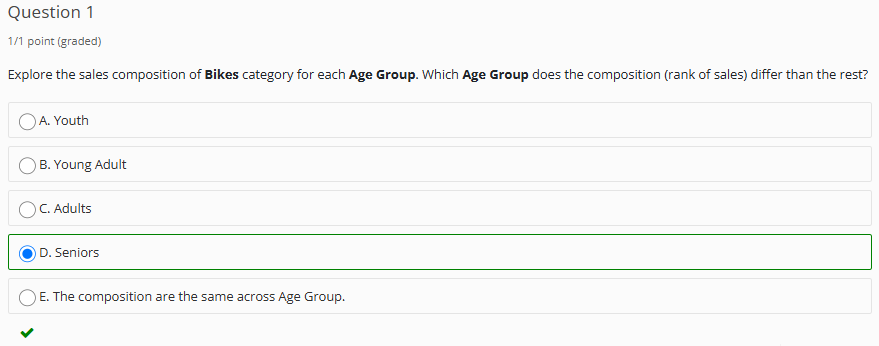 Question 1
1/1 point (graded)
Explore the sales composition of Bikes category for each Age Group. Which Age Group does the composition (rank of sales) differ than the rest?
A. Youth
B. Young Adult
C. Adults
D. Seniors
E. The composition are the same across Age Group.